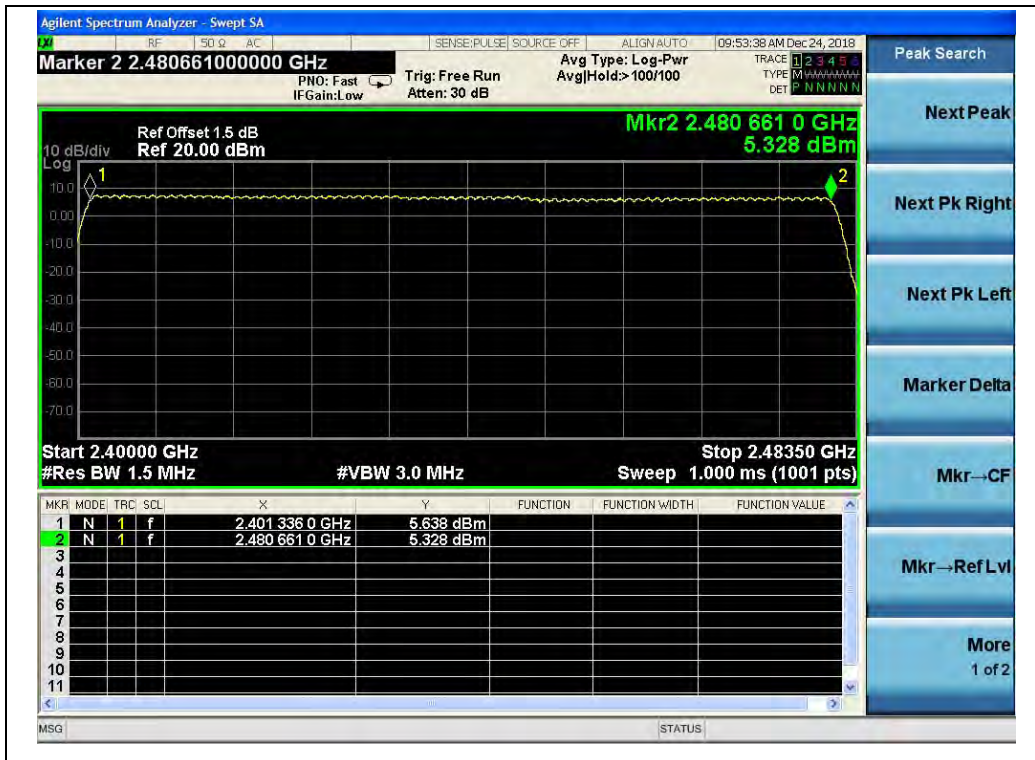 Agilent Spectrum Analyzer - Swept SA
LXI RF 50 Ω AC SENSE:PULSE SOURCE OFF ALIGN AUTO 09:53:38 AM Dec 24, 2018
Marker 2 2.480661000000 GHz
PNO: Fast
IFGain:Low
Trig: Free Run
Atten: 30 dB
Avg Type: Log-Pwr
Avg|Hold:>100/100
TRACE 1 2 3 4 5 6
TYPE M
DET P N N N N N
Peak Search
Next Peak
Next Pk Right
Next Pk Left
Marker Delta
Mkr→CF
Mkr→Ref Lvl
More
1 of 2
Ref Offset 1.5 dB
10 dB/div Ref 20.00 dBm
Log
Mkr2 2.480 661 0 GHz
5.328 dBm
1
2
10.0
0.00
-10.0
-20.0
-30.0
-40.0
-50.0
-60.0
-70.0
Start 2.40000 GHz Stop 2.48350 GHz
#Res BW 1.5 MHz #VBW 3.0 MHz Sweep 1.000 ms (1001 pts)
MKR MODE TRC SCL X Y FUNCTION FUNCTION WIDTH FUNCTION VALUE
1 N 1 f 2.401 336 0 GHz 5.638 dBm
2 N 1 f 2.480 661 0 GHz 5.328 dBm
3
4
5
6
7
8
9
10
11
MSG STATUS